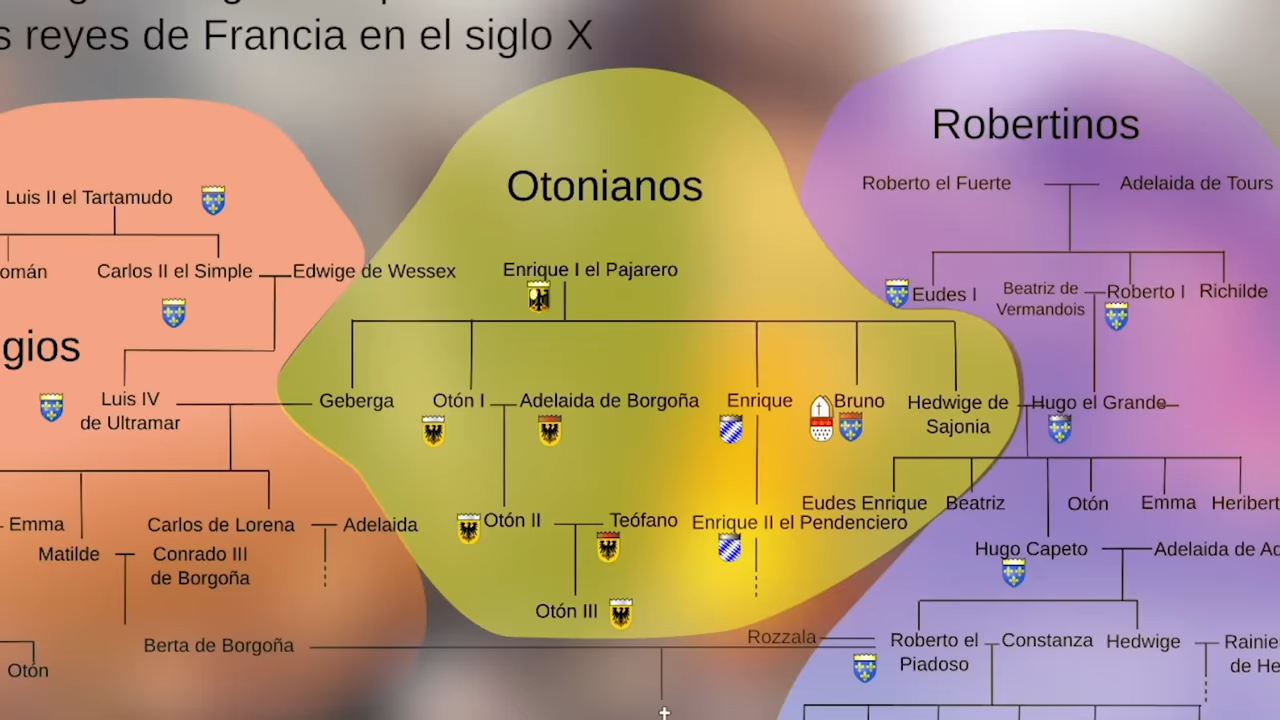 s reyes de Francia en el siglo X
Robertinos
Otonianos
Roberto el Fuerte
Adelaida de Tours
Luis II el Tartamudo
omán
Carlos II el Simple
Edwige de Wessex
Enrique I el Pajarero
Eudes I
Beatriz de
Vermandois
Roberto I
Richilde
gios
Luis IV
de Ultramar
Geberga
Otón I
Adelaida de Borgoña
Enrique
Bruno
Hedwige de
Sajonia
Hugo el Grande
Emma
Carlos de Lorena
Adelaida
Otón II
Teófano
Enrique II el Pendenciero
Eudes Enrique
Beatriz
Otón
Emma
Heribert
Matilde
Conrado III
de Borgoña
Hugo Capeto
Adelaida de Ac
Otón III
Berta de Borgoña
Rozzala
Roberto el
Piadoso
Constanza
Hedwige
Rainie
de He
Otón